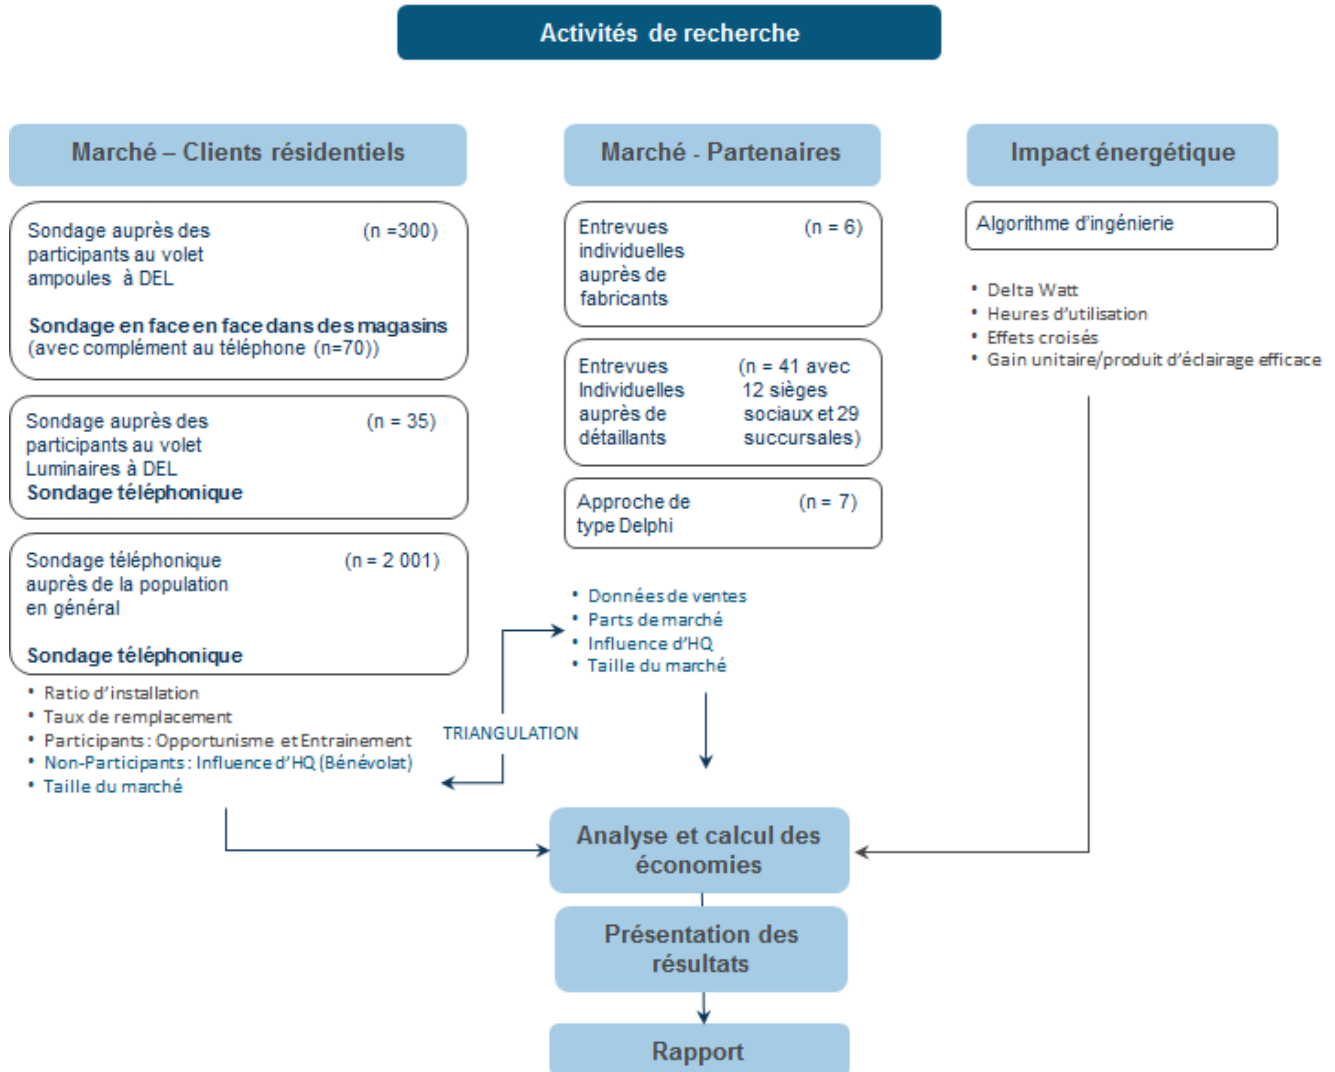 Activités de recherche
Marché – Clients résidentiels
Sondage auprès des (n =300)
participants au volet
ampoules à DEL
Sondage en face en face dans des magasins
(avec complément au téléphone (n=70))
Sondage auprès des (n = 35)
participants au volet
Luminaires à DEL
Sondage téléphonique
Sondage téléphonique (n = 2 001)
auprès de la population
en général
Sondage téléphonique
• Ratio d'installation
• Taux de remplacement
• Participants : Opportunisme et Entrainement
• Non-Participants : Influence d'HQ (Bénévolat)
• Taille du marché
TRIANGULATION
Marché - Partenaires
Entrevues (n = 6)
individuelles
auprès de
fabricants
Entrevues (n = 41 avec
Individuelles 12 sièges
auprès de sociaux et 29
détaillants succursales)
Approche de (n = 7)
type Delphi
• Données de ventes
• Parts de marché
• Influence d'HQ
• Taille du marché
Impact énergétique
Algorithme d'ingénierie
• Delta Watt
• Heures d'utilisation
• Effets croisés
• Gain unitaire/produit d'éclairage efficace
Analyse et calcul des
économies
Présentation des
résultats
Rapport